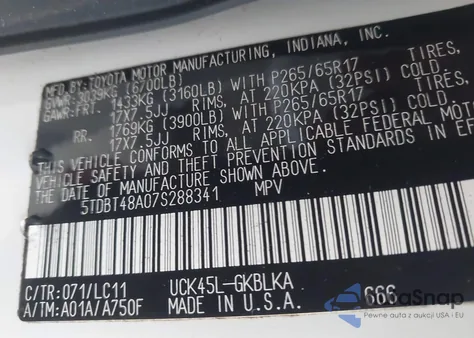 MFD.BY:TOYOTA MOTOR MANUFACTURING, INDIANA, INC.
GVWR: 3039KG (6700LB)
GAWR:FRT. 1433KG (3160LB) WITH P265/65R17 TIRES,
17X7.5JJ RIMS, AT 220KPA (32PSI) COLD.
RR. 1769KG (3900LB) WITH P265/65R17 TIRES,
17X7.5JJ RIMS, AT 220KPA (32PSI) COLD.
THIS VEHICLE CONFORMS TO ALL APPLICABLE FEDERAL MOTOR
VEHICLE SAFETY AND THEFT PREVENTION STANDARDS IN EF
THE DATE OF MANUFACTURE SHOWN ABOVE.
5TDBT48A07S288341 MPV
C/TR:071/LC11 UCK45L-GKBLKA 666
A/TM:A01A/A750F MADE IN U.S.A.